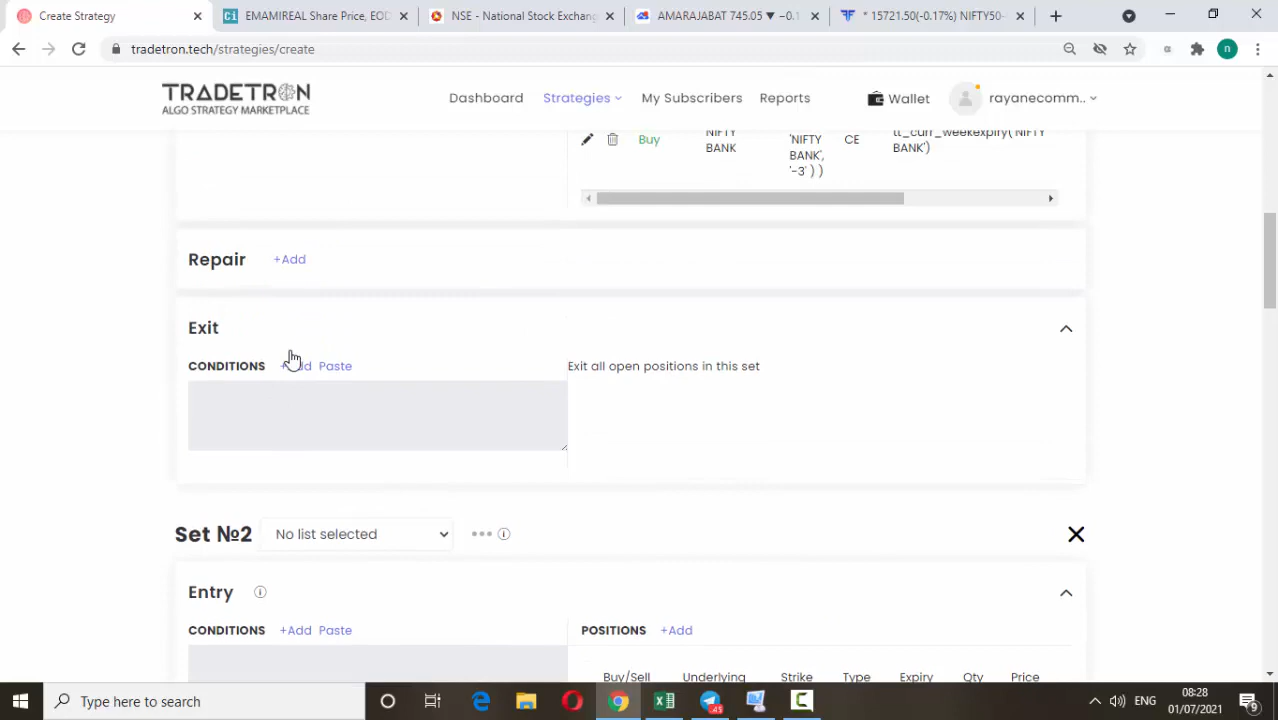 Create Strategy
EMAMIREAL Share Price, EOD
NSE - National Stock Exchang
AMARAJABAT 745.05 ▼ −0.1
* 15721.50(-0.17%) NIFTY50-
tradetron.tech/strategies/create
n
TRADETRON
ALGO STRATEGY MARKETPLACE
Dashboard Strategies My Subscribers Reports Wallet rayanecomm..
Buy NIFTY BANK 'NIFTY BANK', '-3' ) ) CE tt_curr_weekexpiry('NIFTY BANK')
Repair +Add
Exit
CONDITIONS Paste Exit all open positions in this set
Set №2 No list selected
Entry
CONDITIONS +Add Paste POSITIONS +Add
Buy/Sell Underlying Strike Type Expiry Qty Price
Type here to search
45
ENG
08:28
01/07/2021
9